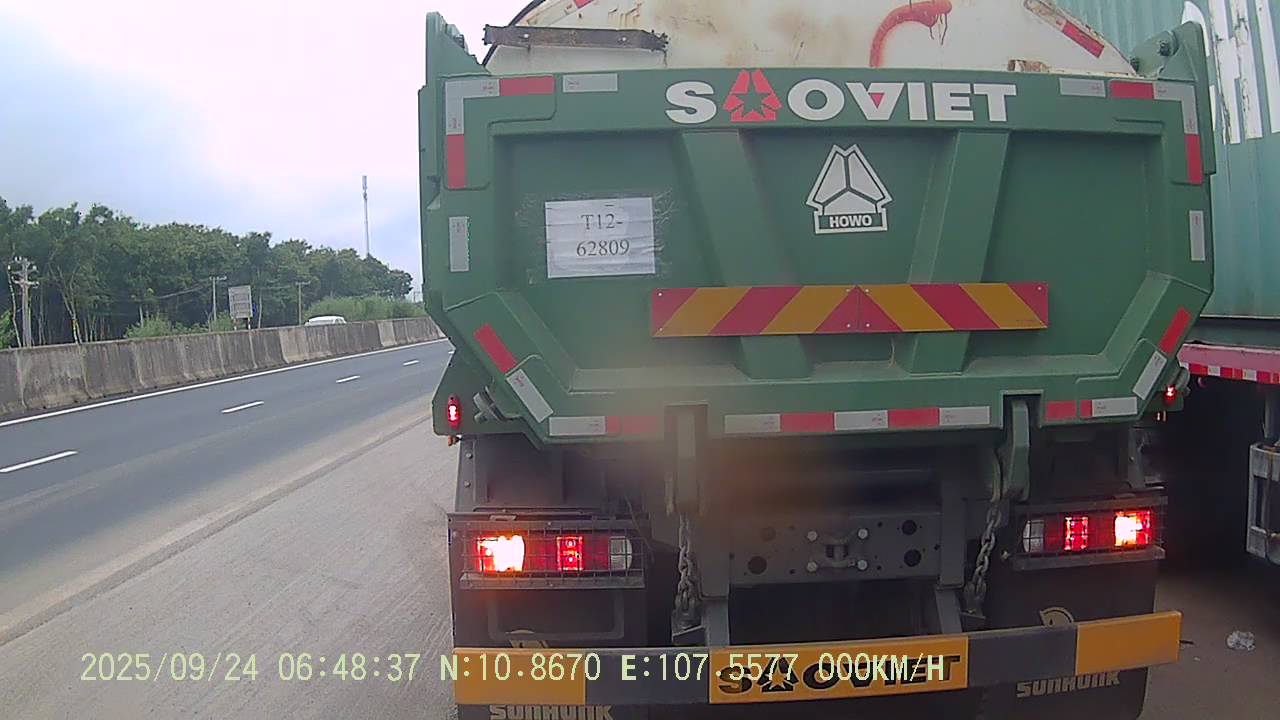 SAOVIET
HOWO
T12-
62809
2025/09/24 06:48:37 N:10.8670 E:107.5577 000KM/H
SAOVIET
SUNHUNK
SUNHUNK